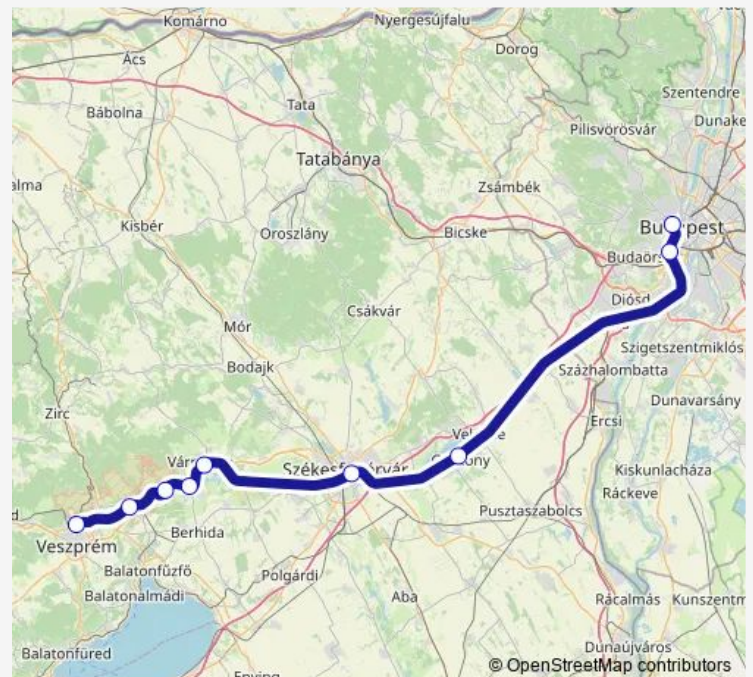 Komárno
Nyergesújfalu
Ács
Dorog
Szentendre
Bábolna
Tata
Dunake
Pilisvörösvár
Tatabánya
Zsámbék
alma
Kisbér
Oroszlány
Bicske
Budaörs
Diósd
Csákvár
Mór
Szigetszentmiklós
Bodajk
Százhalombatta
Dunavarsány
Zirc
Ercsi
Kiskunlacháza
Ráckeve
Pusztaszabolcs
Berhida
Veszprém
Balatonfűzfő
Polgárdi
Balatonalmádi
Aba
Rácalmás
Kunszentm
Dunaújváros
Balatonfüred
Enying
© OpenStreetMap contributors